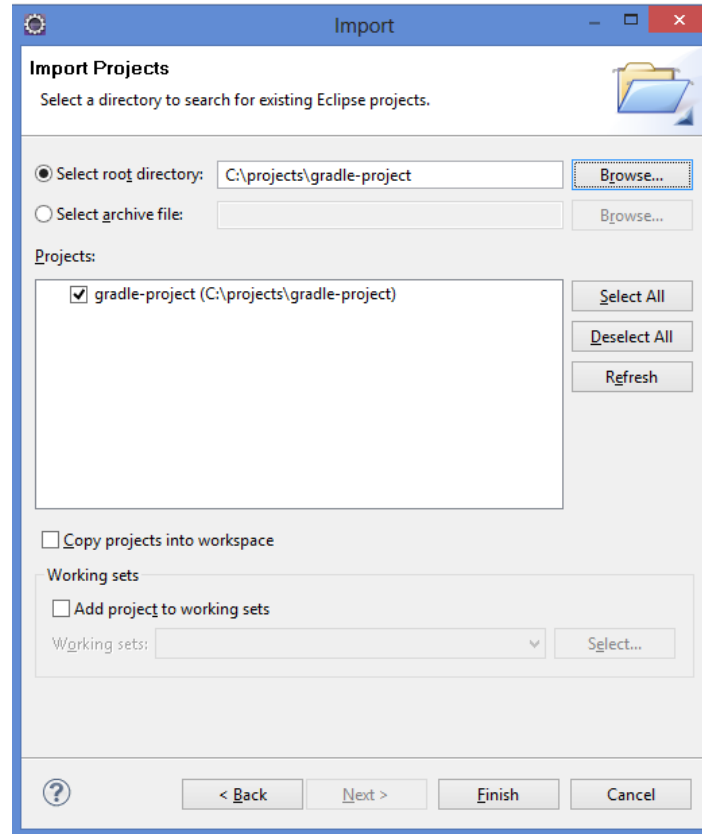 Import
Import Projects
Select a directory to search for existing Eclipse projects.
Select root directory: C:\projects\gradle-project Browse...
Select archive file: Browse...
Projects:
gradle-project (C:\projects\gradle-project)
Select All
Deselect All
Refresh
Copy projects into workspace
Working sets
Add project to working sets
Working sets: Select...
? < Back Next > Finish Cancel